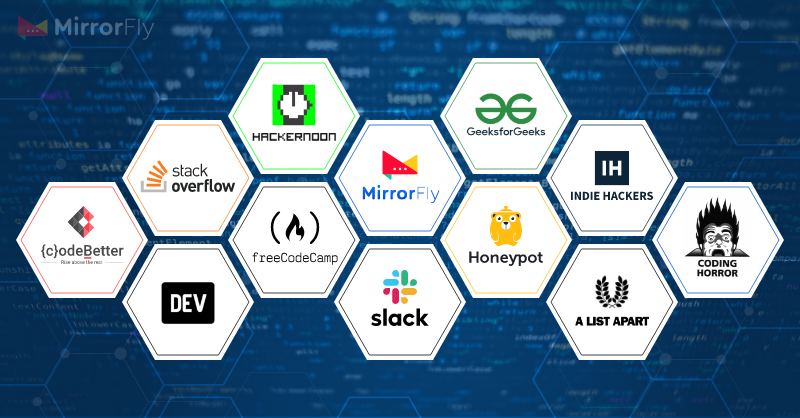 MirrorFly
HACKERNOON
GeeksforGeeks
stack
overflow
MirrorFly
IH
INDIE HACKERS
{c}odeBetter
Rise above the rest
freeCodeCamp
Honeypot
CODING
HORROR
DEV
slack
A LIST APART